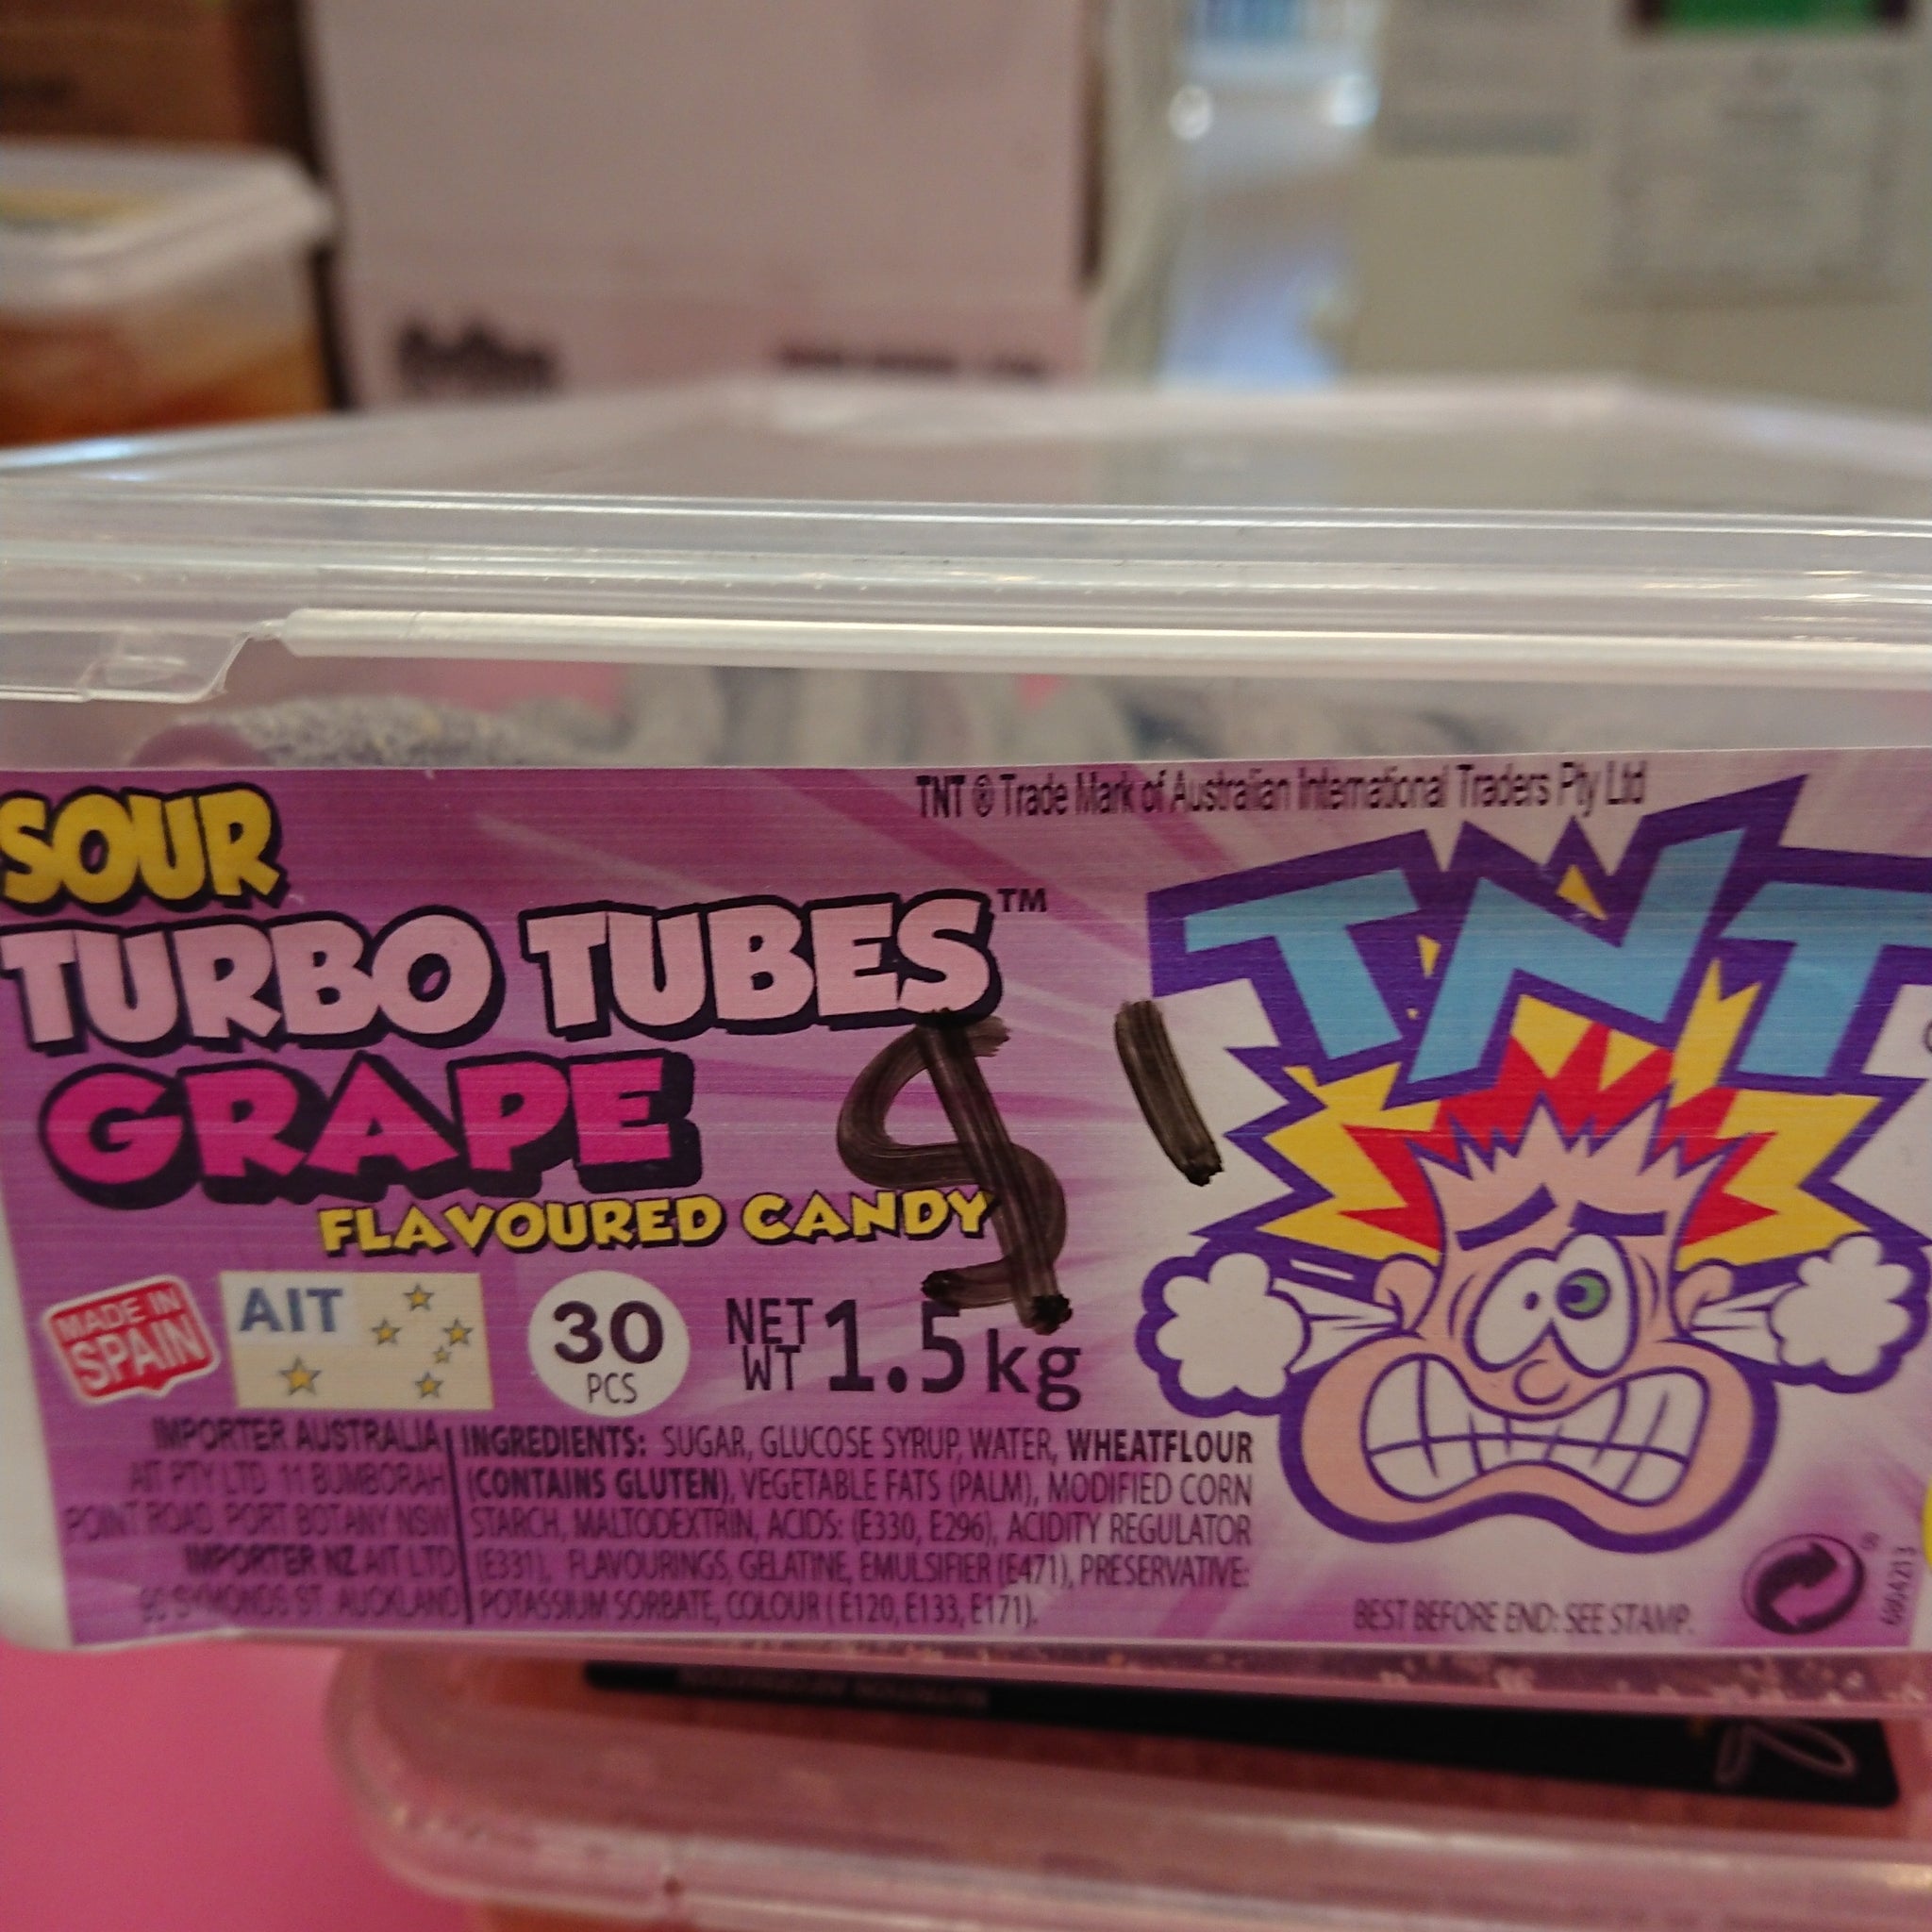 TNT ® Trade Mark of Australian International Traders Pty Ltd
SOUR
TURBO TUBES™
GRAPE
FLAVOURED CANDY
$1
TNT
MADE IN
SPAIN
AIT
30
PCS
NET
WT 1.5kg
IMPORTER AUSTRALIA
AIT PTY LTD 11 BUMBORAH
POINT ROAD, PORT BOTANY NSW
IMPORTER NZ AIT LTD
SYMONDS ST. AUCKLAND
INGREDIENTS: SUGAR, GLUCOSE SYRUP, WATER, WHEATFLOUR
(CONTAINS GLUTEN), VEGETABLE FATS (PALM), MODIFIED CORN
STARCH, MALTODEXTRIN, ACIDS: (E330, E296), ACIDITY REGULATOR
(E331), FLAVOURINGS, GELATINE, EMULSIFIER (E471), PRESERVATIVE:
POTASSIUM SORBATE, COLOUR (E120, E133, E171).
BEST BEFORE END: SEE STAMP.